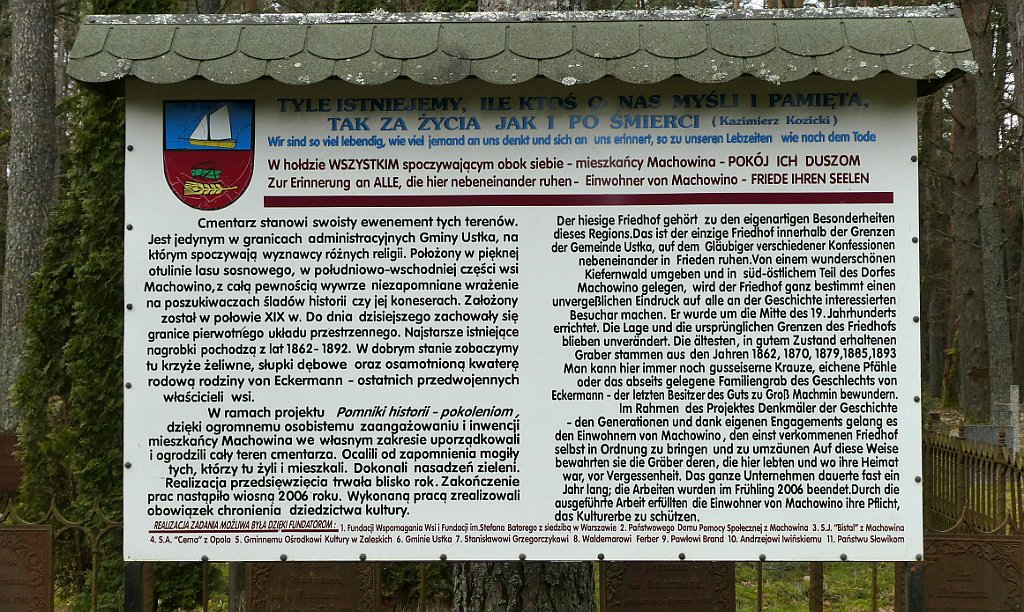 TYLE ISTNIEJEMY, ILE KTOŚ O NAS MYŚLI I PAMIĘTA,
TAK ZA ŻYCIA JAK I PO ŚMIERCI (Kazimierz Kozicki)
Wir sind so viel lebendig, wie viel jemand an uns denkt und sich an uns erinnert, so zu unseren Lebzeiten wie nach dem Tode
W hołdzie WSZYSTKIM spoczywającym obok siebie - mieszkańcy Machowina - POKÓJ ICH DUSZOM
Zur Erinnerung an ALLE, die hier nebeneinander ruhen - Einwohner von Machowino - FRIEDE IHREN SEELEN
Cmentarz stanowi swoisty ewenement tych terenów.
Jest jedynym w granicach administracyjnych Gminy Ustka, na
którym spoczywają wyznawcy różnych religii. Położony w pięknej
otulinie lasu sosnowego, w południowo-wschodniej części wsi
Machowino, z całą pewnością wywrze niezapomniane wrażenie
na poszukiwaczach śladów historii czy jej koneserach. Założony
został w połowie XIX w. Do dnia dzisiejszego zachowały się
granice pierwotnego układu przestrzennego. Najstarsze istniejące
nagrobki pochodzą z lat 1862-1892. W dobrym stanie zobaczymy
tu krzyże żeliwne, słupki dębowe oraz osamotnioną kwaterę
rodową rodziny von Eckermann - ostatnich przedwojennych
właścicieli wsi.
W ramach projektu Pomniki historii - pokoleniom,
dzięki ogromnemu osobistemu zaangażowaniu i inwencji
mieszkańcy Machowina we własnym zakresie uporządkowali
i ogrodzili cały teren cmentarza. Ocalili od zapomnienia mogiły
tych, którzy tu żyli i mieszkali. Dokonali nasadzeń zieleni.
Realizacja przedsięwzięcia trwała blisko rok. Zakończenie
prac nastąpiło wiosną 2006 roku. Wykonaną pracą zrealizowali
obowiązek chronienia dziedzictwa kultury.
Der hiesige Friedhof gehört zu den eigenartigen Besonderheiten
dieses Regions.Das ist der einzige Friedhof innerhalb der Grenzen
der Gemeinde Ustka, auf dem Gläubiger verschiedener Konfessionen
nebeneinander in Frieden ruhen.Von einem wunderschönen
Kiefernwald umgeben und in süd-östlichem Teil des Dorfes
Machowino gelegen, wird der Friedhof ganz bestimmt einen
unvergeßlichen Eindruck auf alle an der Geschichte interessierten
Besuchar machen. Er wurde um die Mitte des 19. Jahrhunderts
errichtet. Die Lage und die ursprünglichen Grenzen des Friedhofs
blieben unverändert. Die ältesten, in gutem Zustand erhaltenen
Graber stammen aus den Jahren 1862, 1870, 1879,1885,1893
Man kann hier immer noch gusseiserne Krauze, eichene Pfähle
oder das abseits gelegene Familiengrab des Geschlechts von
Eckermann - der letzten Besitzer des Guts zu Groß Machmin bewundern.
Im Rahmen des Projektes Denkmäler der Geschichte
- den Generationen und dank eigenen Engagements gelang es
den Einwohnern von Machowino, den einst verkommenen Friedhof
selbst in Ordnung zu bringen und zu umzäunen Auf diese Weise
bewahrten sie die Gräber deren, die hier lebten und wo ihre Heimat
war, vor Vergessenheit. Das ganze Unternehmen dauerte fast ein
Jahr lang; die Arbeiten wurden im Frühling 2006 beendet.Durch die
ausgeführte Arbeit erfüllten die Einwohner von Machowino ihre Pflicht,
das Kulturerbe zu schützen.
REALIZACJA ZADANIA MOŻLIWA BYŁA DZIĘKI FUNDATOROM: 1. Fundacji Wspomagania Wsi i Fundacji im.Stefana Batorego z siedzibą w Warszawie 2. Państwowego Domu Pomocy Społecznej z Machowina 3. S.J. "Bistal" z Machowina
4. S.A. "Cema" z Opola 5. Gminnemu Ośrodkowi Kultury w Zaleskich 6. Gminie Ustka 7. Stanisławowi Grzegorczykowi 8. Waldemarowi Ferber 9. Pawłowi Brand 10. Andrzejowi Iwińskiemu 11. Państwu Słowikom